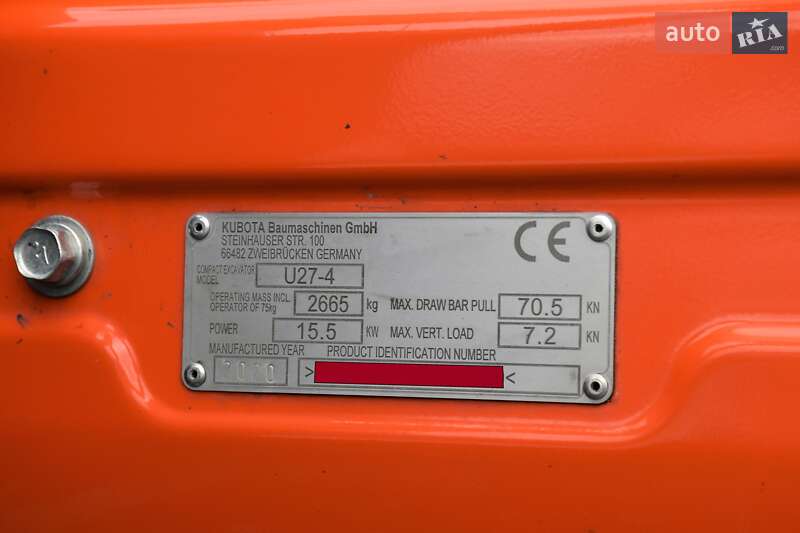 auto RIA.com
KUBOTA Baumaschinen GmbH
STEINHAUSER STR. 100
66482 ZWEIBRÜCKEN GERMANY
CE
COMPACT EXCAVATOR MODEL U27-4
OPERATING MASS INCL. OPERATOR OF 75kg 2665 kg MAX. DRAW BAR PULL 70.5 KN
POWER 15.5 KW MAX. VERT. LOAD 7.2 KN
MANUFACTURED YEAR PRODUCT IDENTIFICATION NUMBER
> <